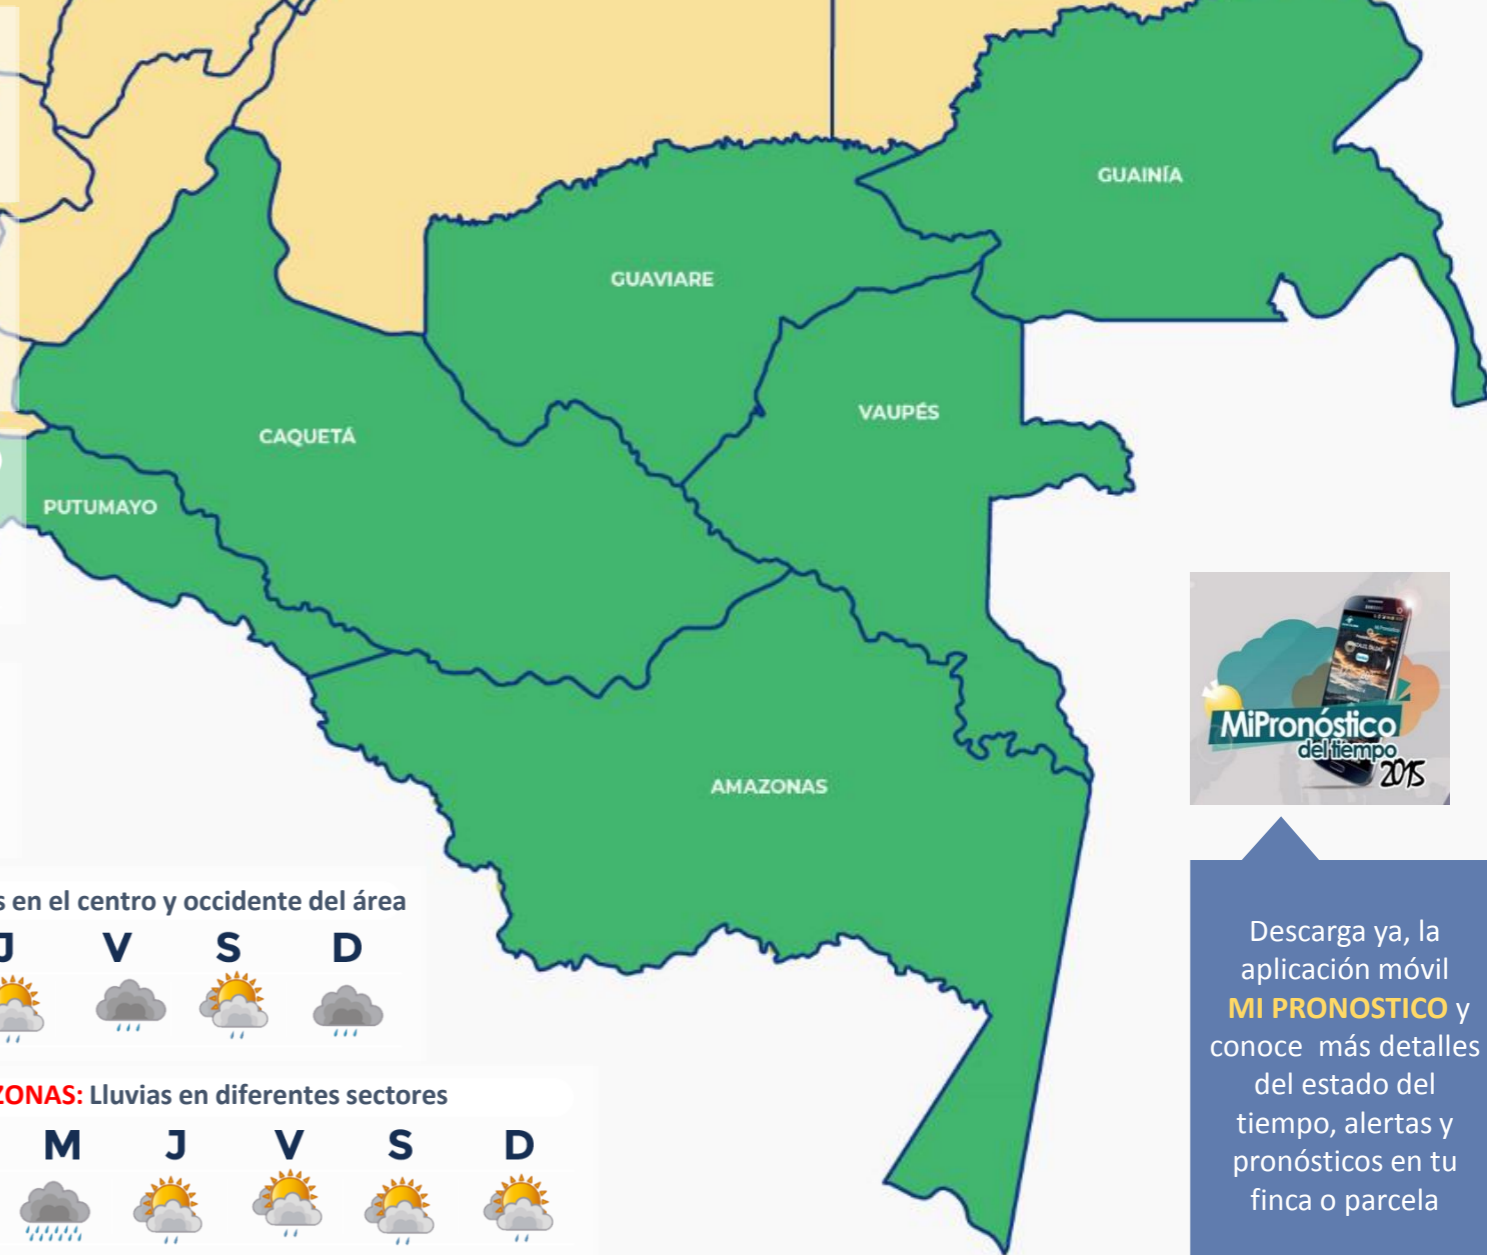 GUAINÍA
GUAVIARE
VAUPÉS
CAQUETÁ
PUTUMAYO
AMAZONAS
MiPronóstico
del tiempo
2015
s en el centro y occidente del área
J V S D
ZONAS: Lluvias en diferentes sectores
M J V S D
Descarga ya, la
aplicación móvil
MI PRONOSTICO y
conoce más detalles
del estado del
tiempo, alertas y
pronósticos en tu
finca o parcela